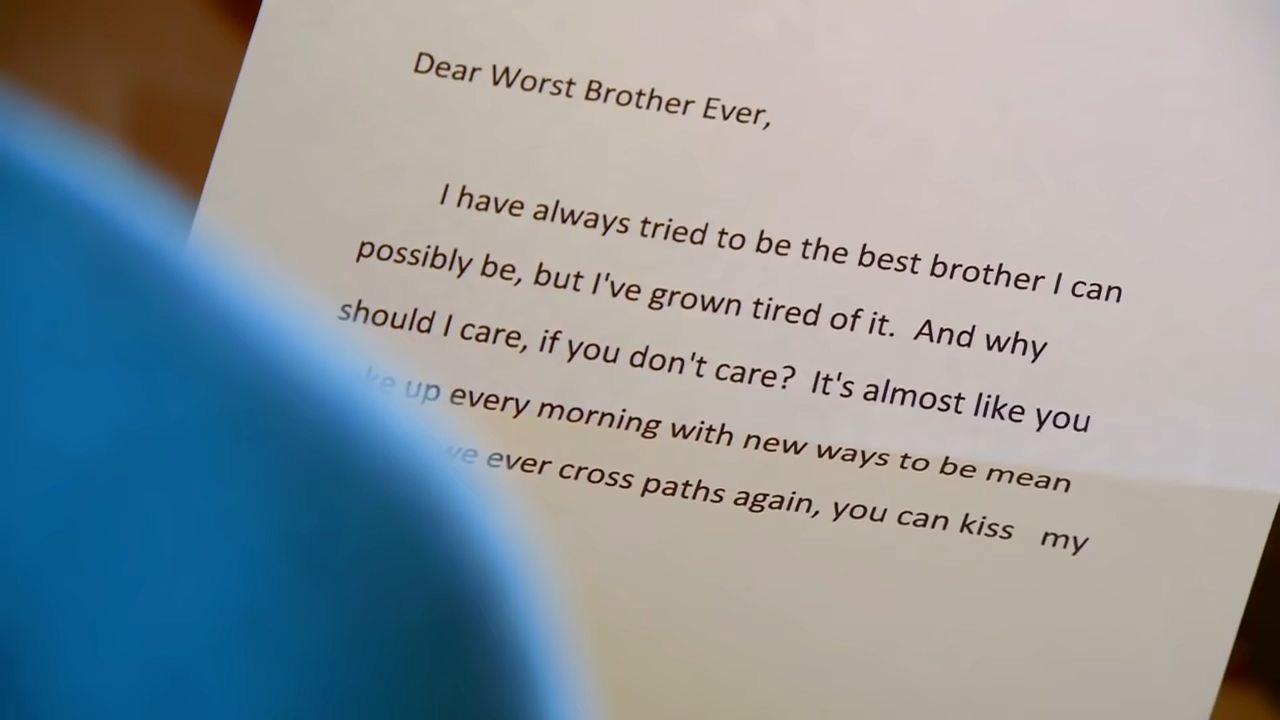 Dear Worst Brother Ever,
I have always tried to be the best brother I can
possibly be, but I've grown tired of it. And why
should I care, if you don't care? It's almost like you
up every morning with new ways to be mean
ever cross paths again, you can kiss my